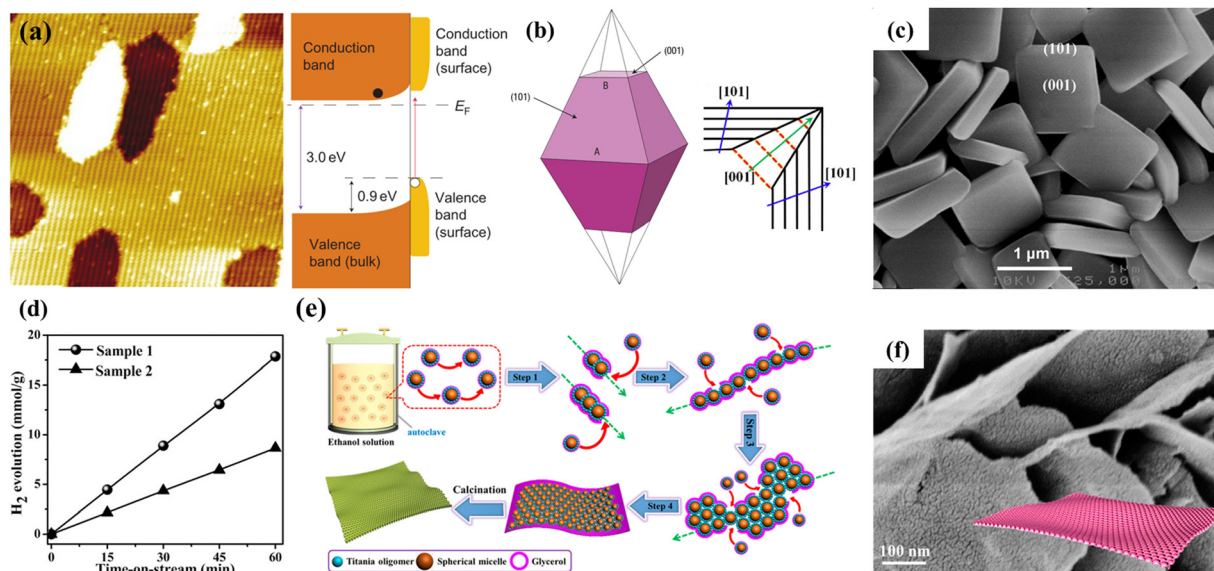 (a)
Conduction
band
Conduction
band
(surface)
E_F
3.0 eV
0.9 eV
Valence
band (bulk)
Valence
band
(surface)
(b)
(001)
B
(101)
A
[101]
[001]
[101]
(c)
(101)
(001)
1 μm
1μm
10KV X25,000
(d)
H2 evolution (mmol/g)
20
15
10
5
0
Sample 1
Sample 2
0 15 30 45 60
Time-on-stream (min)
(e)
Ethanol solution
autoclave
Step 1
Step 2
Step 3
Step 4
Calcination
Titania oligomer
Spherical micelle
Glycerol
(f)
100 nm